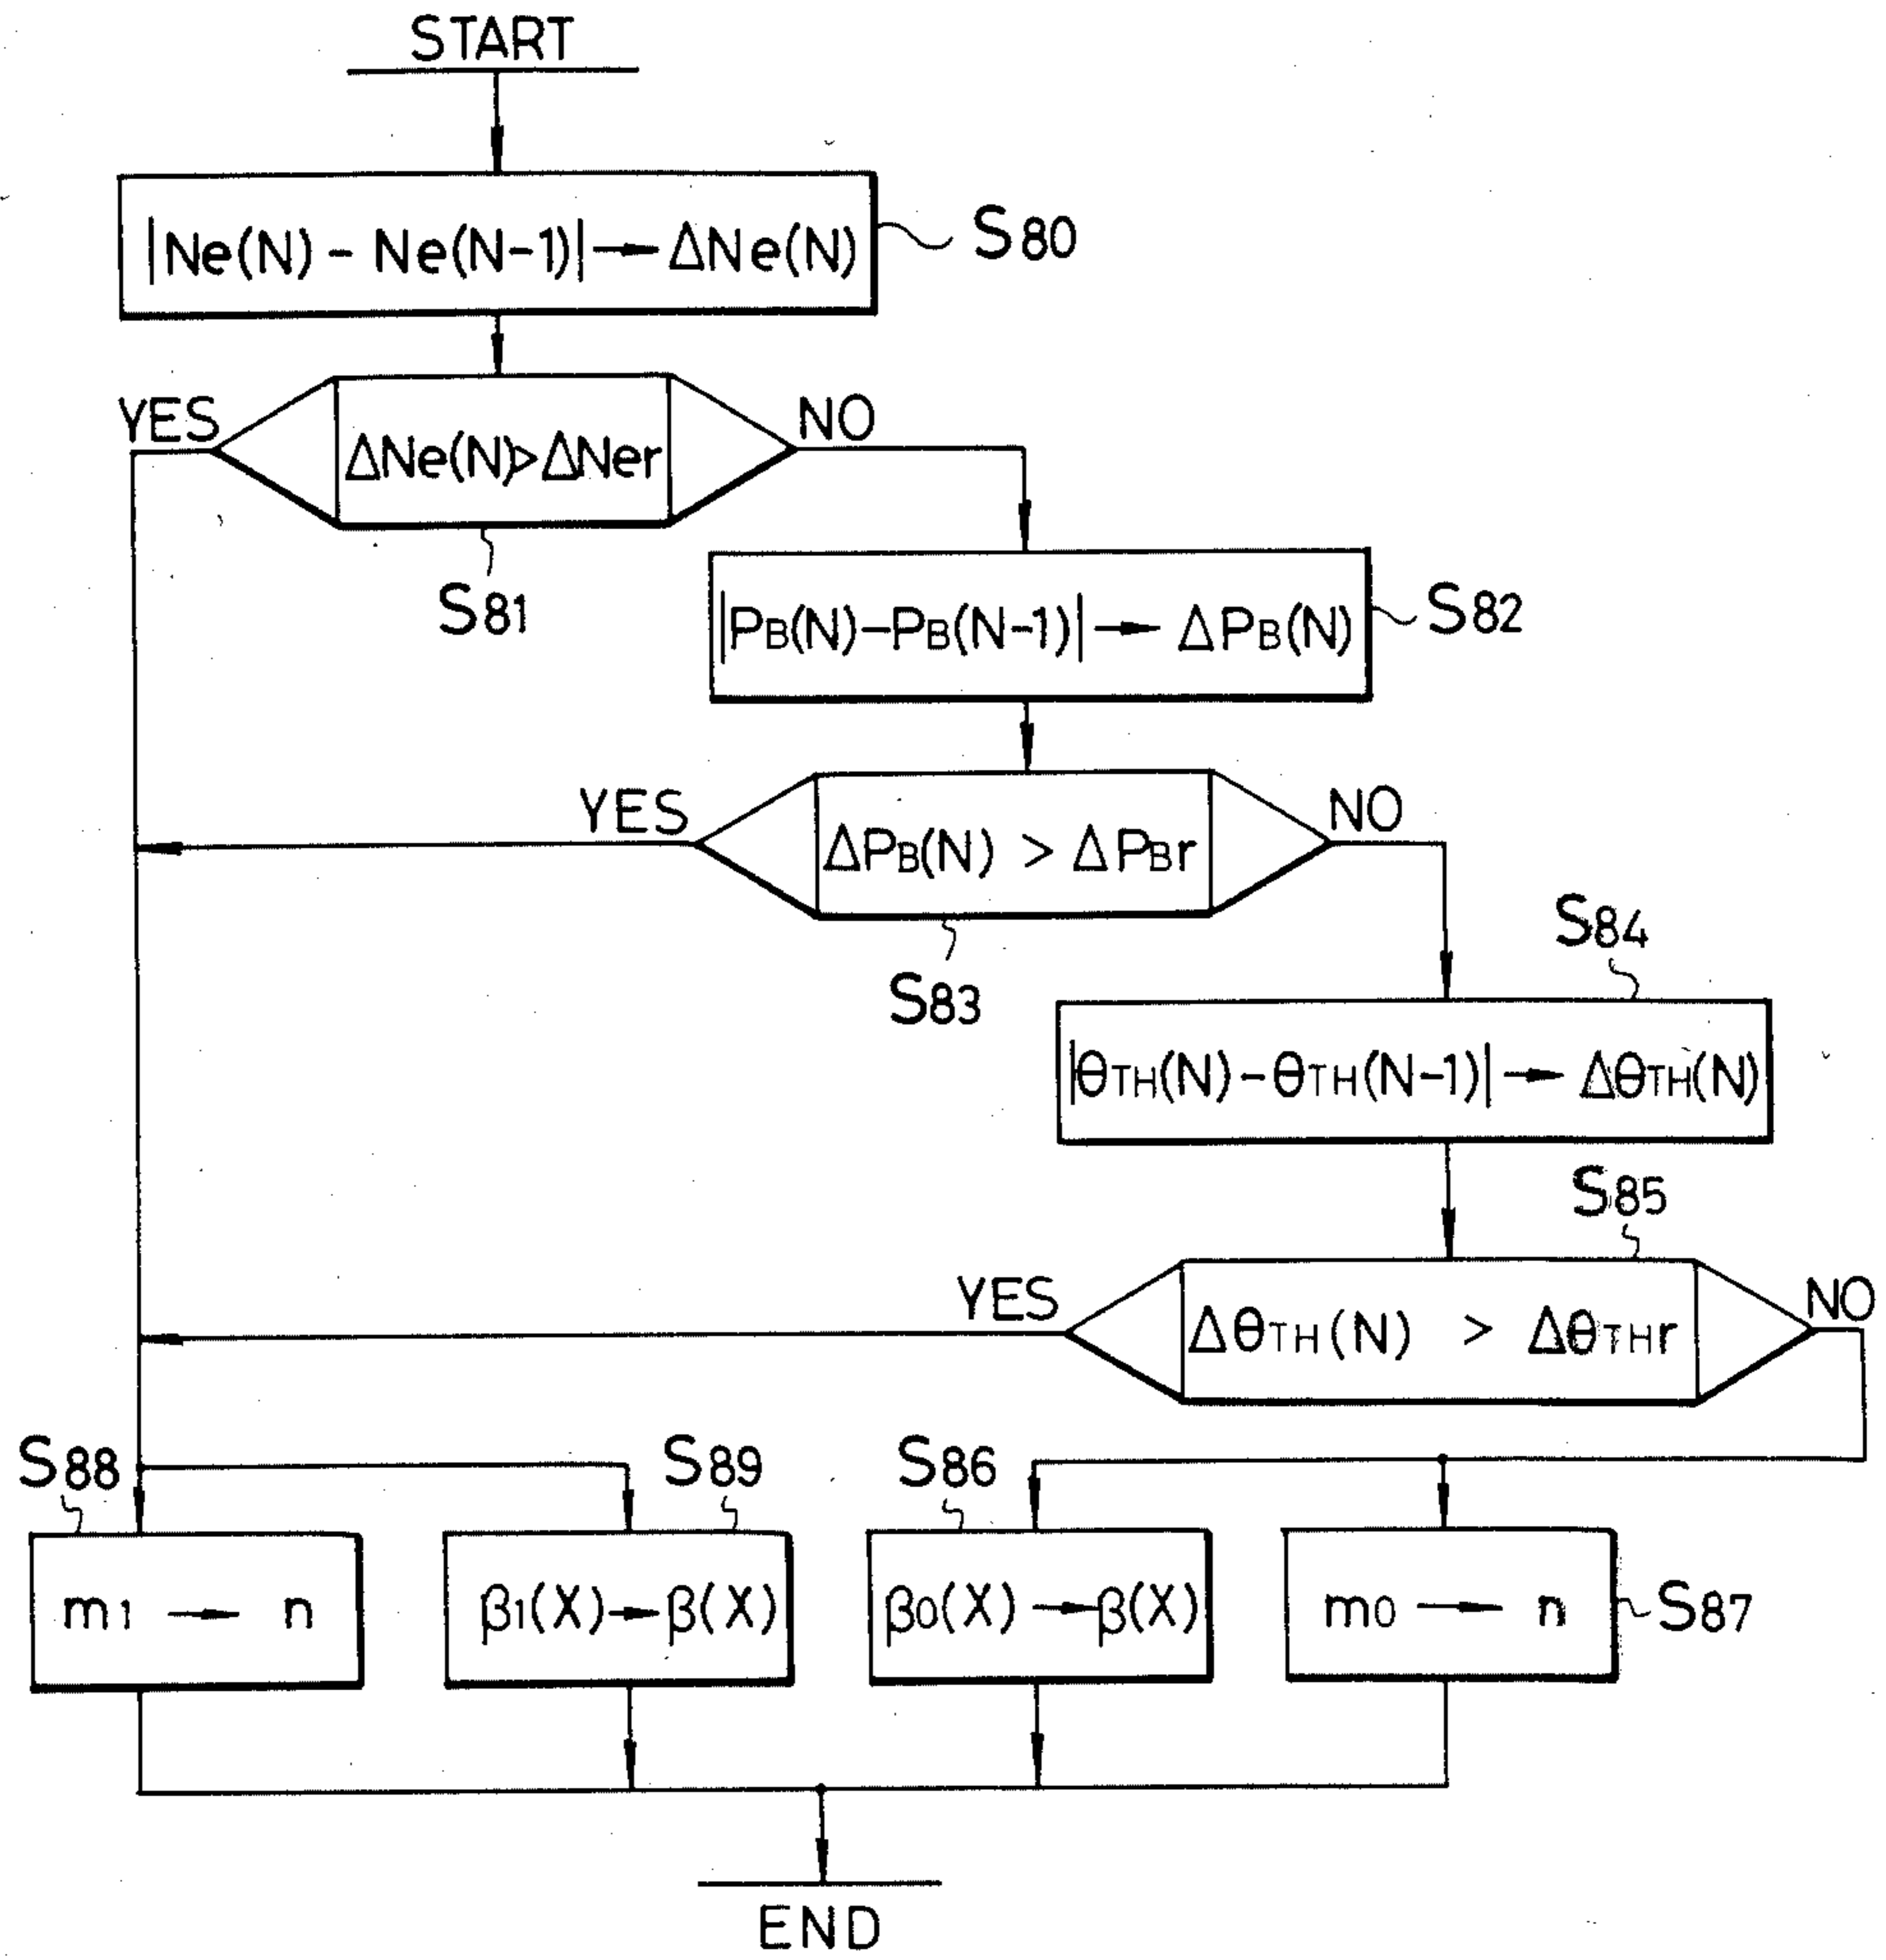 START
|Ne(N) - Ne(N-1)| → ΔNe(N)
S80
YES
NO
ΔNe(N)>ΔNer
S81
|PB(N)-PB(N-1)| → ΔPB(N)
S82
YES
NO
ΔPB(N) > ΔPBr
S83
S84
|θTH(N)-θTH(N-1)| → ΔθTH(N)
S85
YES
NO
ΔθTH(N) > ΔθTHr
S88
S89
S86
m1 → n
β1(X)→β(X)
β0(X)→β(X)
m0 → n
S87
END